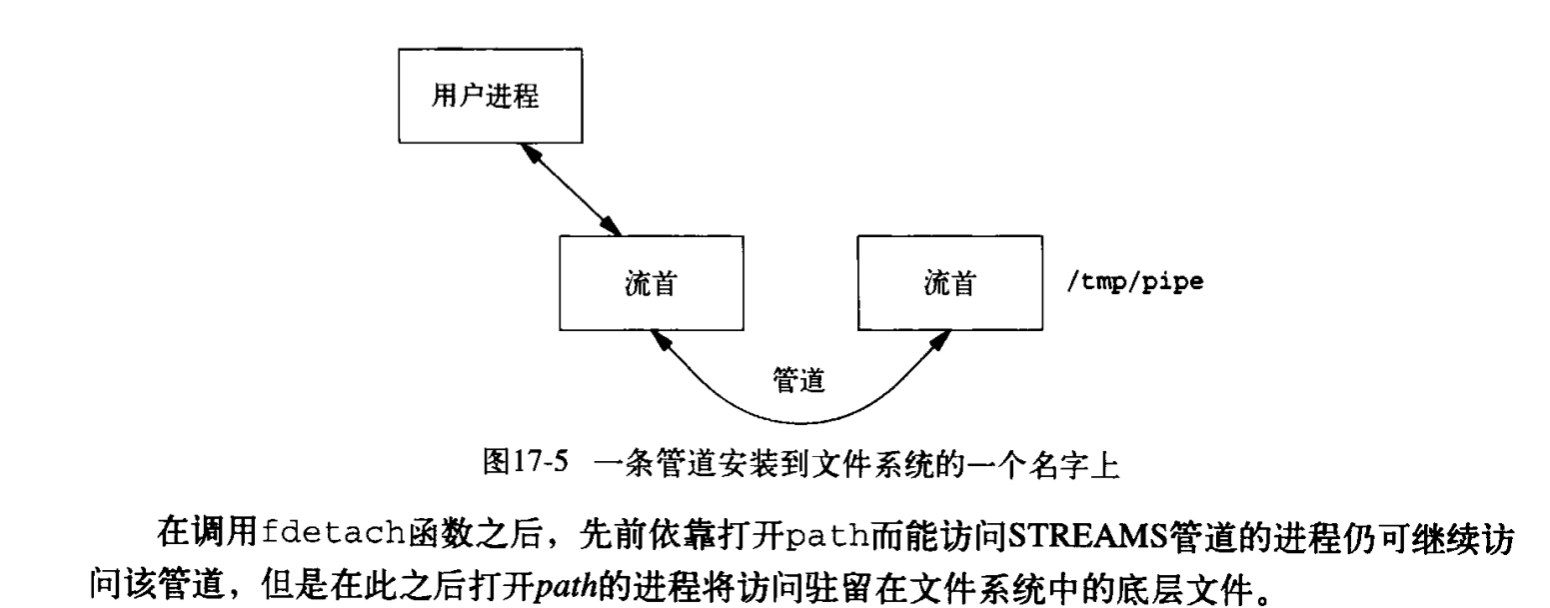 用户进程
流首
流首
/tmp/pipe
管道
图17-5 一条管道安装到文件系统的一个名字上
在调用fdetach函数之后，先前依靠打开path而能访问STREAMS管道的进程仍可继续访
问该管道，但是在此之后打开path的进程将访问驻留在文件系统中的底层文件。